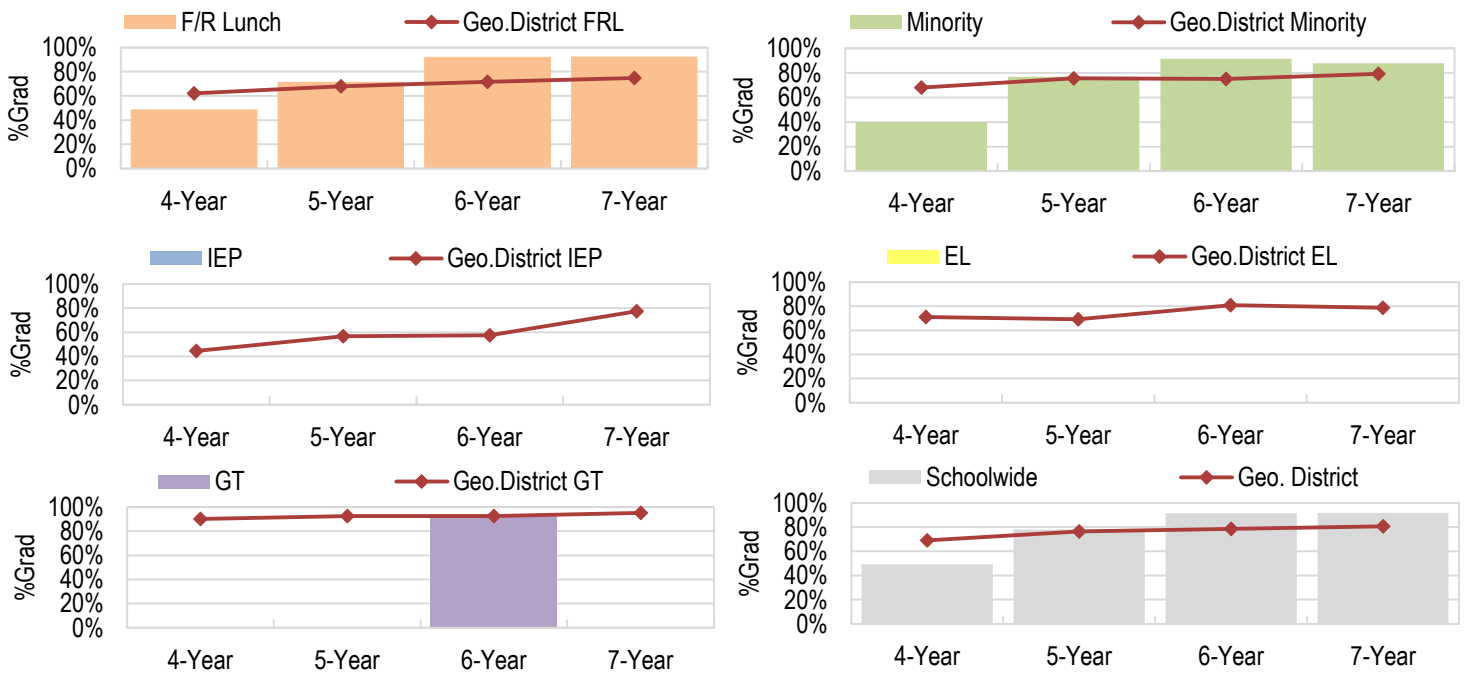 F/R Lunch Geo.District FRL
%Grad
100%
80%
60%
40%
20%
0%
4-Year 5-Year 6-Year 7-Year
Minority Geo.District Minority
%Grad
100%
80%
60%
40%
20%
0%
4-Year 5-Year 6-Year 7-Year
IEP Geo.District IEP
%Grad
100%
80%
60%
40%
20%
0%
4-Year 5-Year 6-Year 7-Year
EL Geo.District EL
%Grad
100%
80%
60%
40%
20%
0%
4-Year 5-Year 6-Year 7-Year
GT Geo.District GT
%Grad
100%
80%
60%
40%
20%
0%
4-Year 5-Year 6-Year 7-Year
Schoolwide Geo. District
%Grad
100%
80%
60%
40%
20%
0%
4-Year 5-Year 6-Year 7-Year